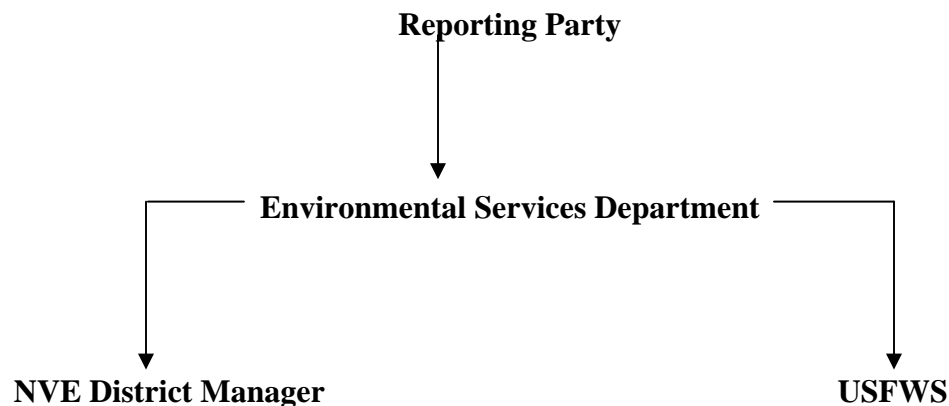 Reporting Party
Environmental Services Department
NVE District Manager
USFWS